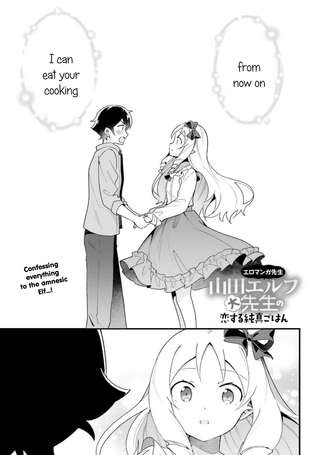 from
now on
I can
eat your
cooking
Confessing
everything
to the amnesic
Elf...!
エロマンガ先生
山田エルフ
大先生の
恋する純真ごはん